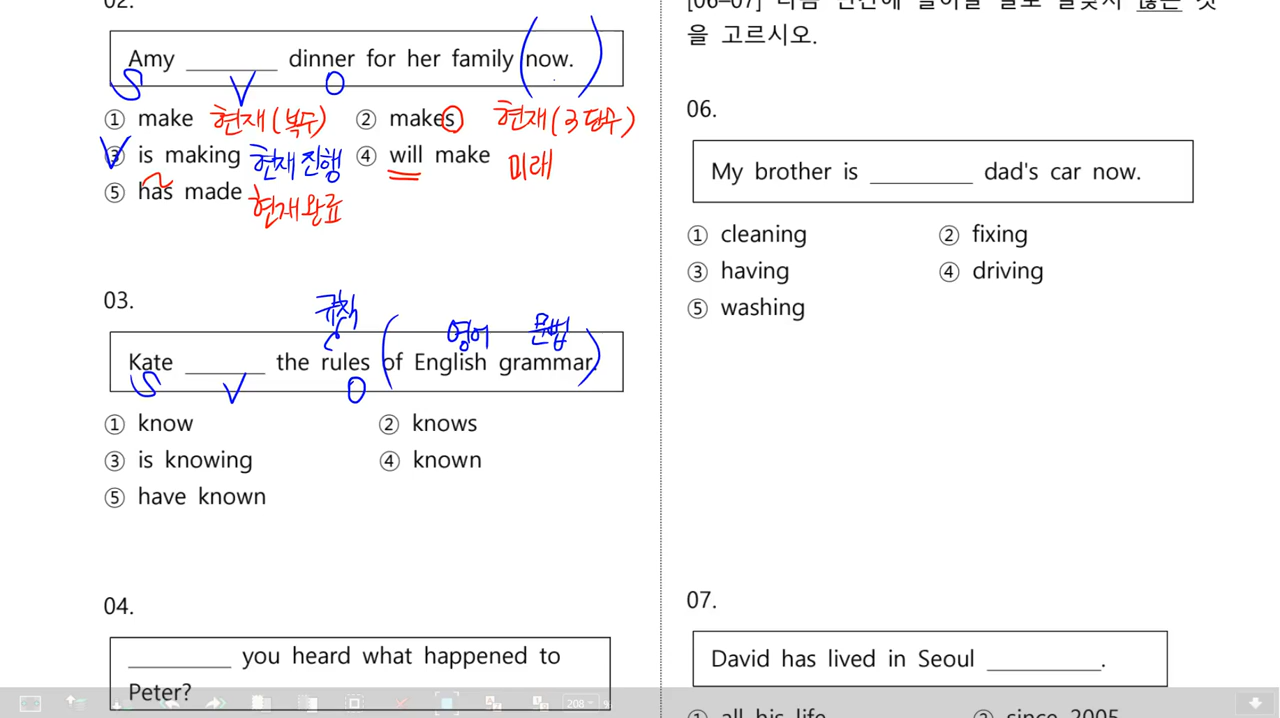 02.
Amy ________ dinner for her family (now.)
S V O
① make 현재(복수) ② makes 현재(3단수)
③ is making 현재진행 ④ will make 미래
⑤ has made 현재완료
03.
규칙 영어 문법
Kate ________ the rules (of English grammar.)
S V O
① know ② knows
③ is knowing ④ known
⑤ have known
04.
________ you heard what happened to
Peter?
[06–07] 다음 빈칸에 들어갈 말로 알맞지 않은 것
을 고르시오.
06.
My brother is ________ dad's car now.
① cleaning ② fixing
③ having ④ driving
⑤ washing
07.
David has lived in Seoul ________.
① all his life ② since 2005
208